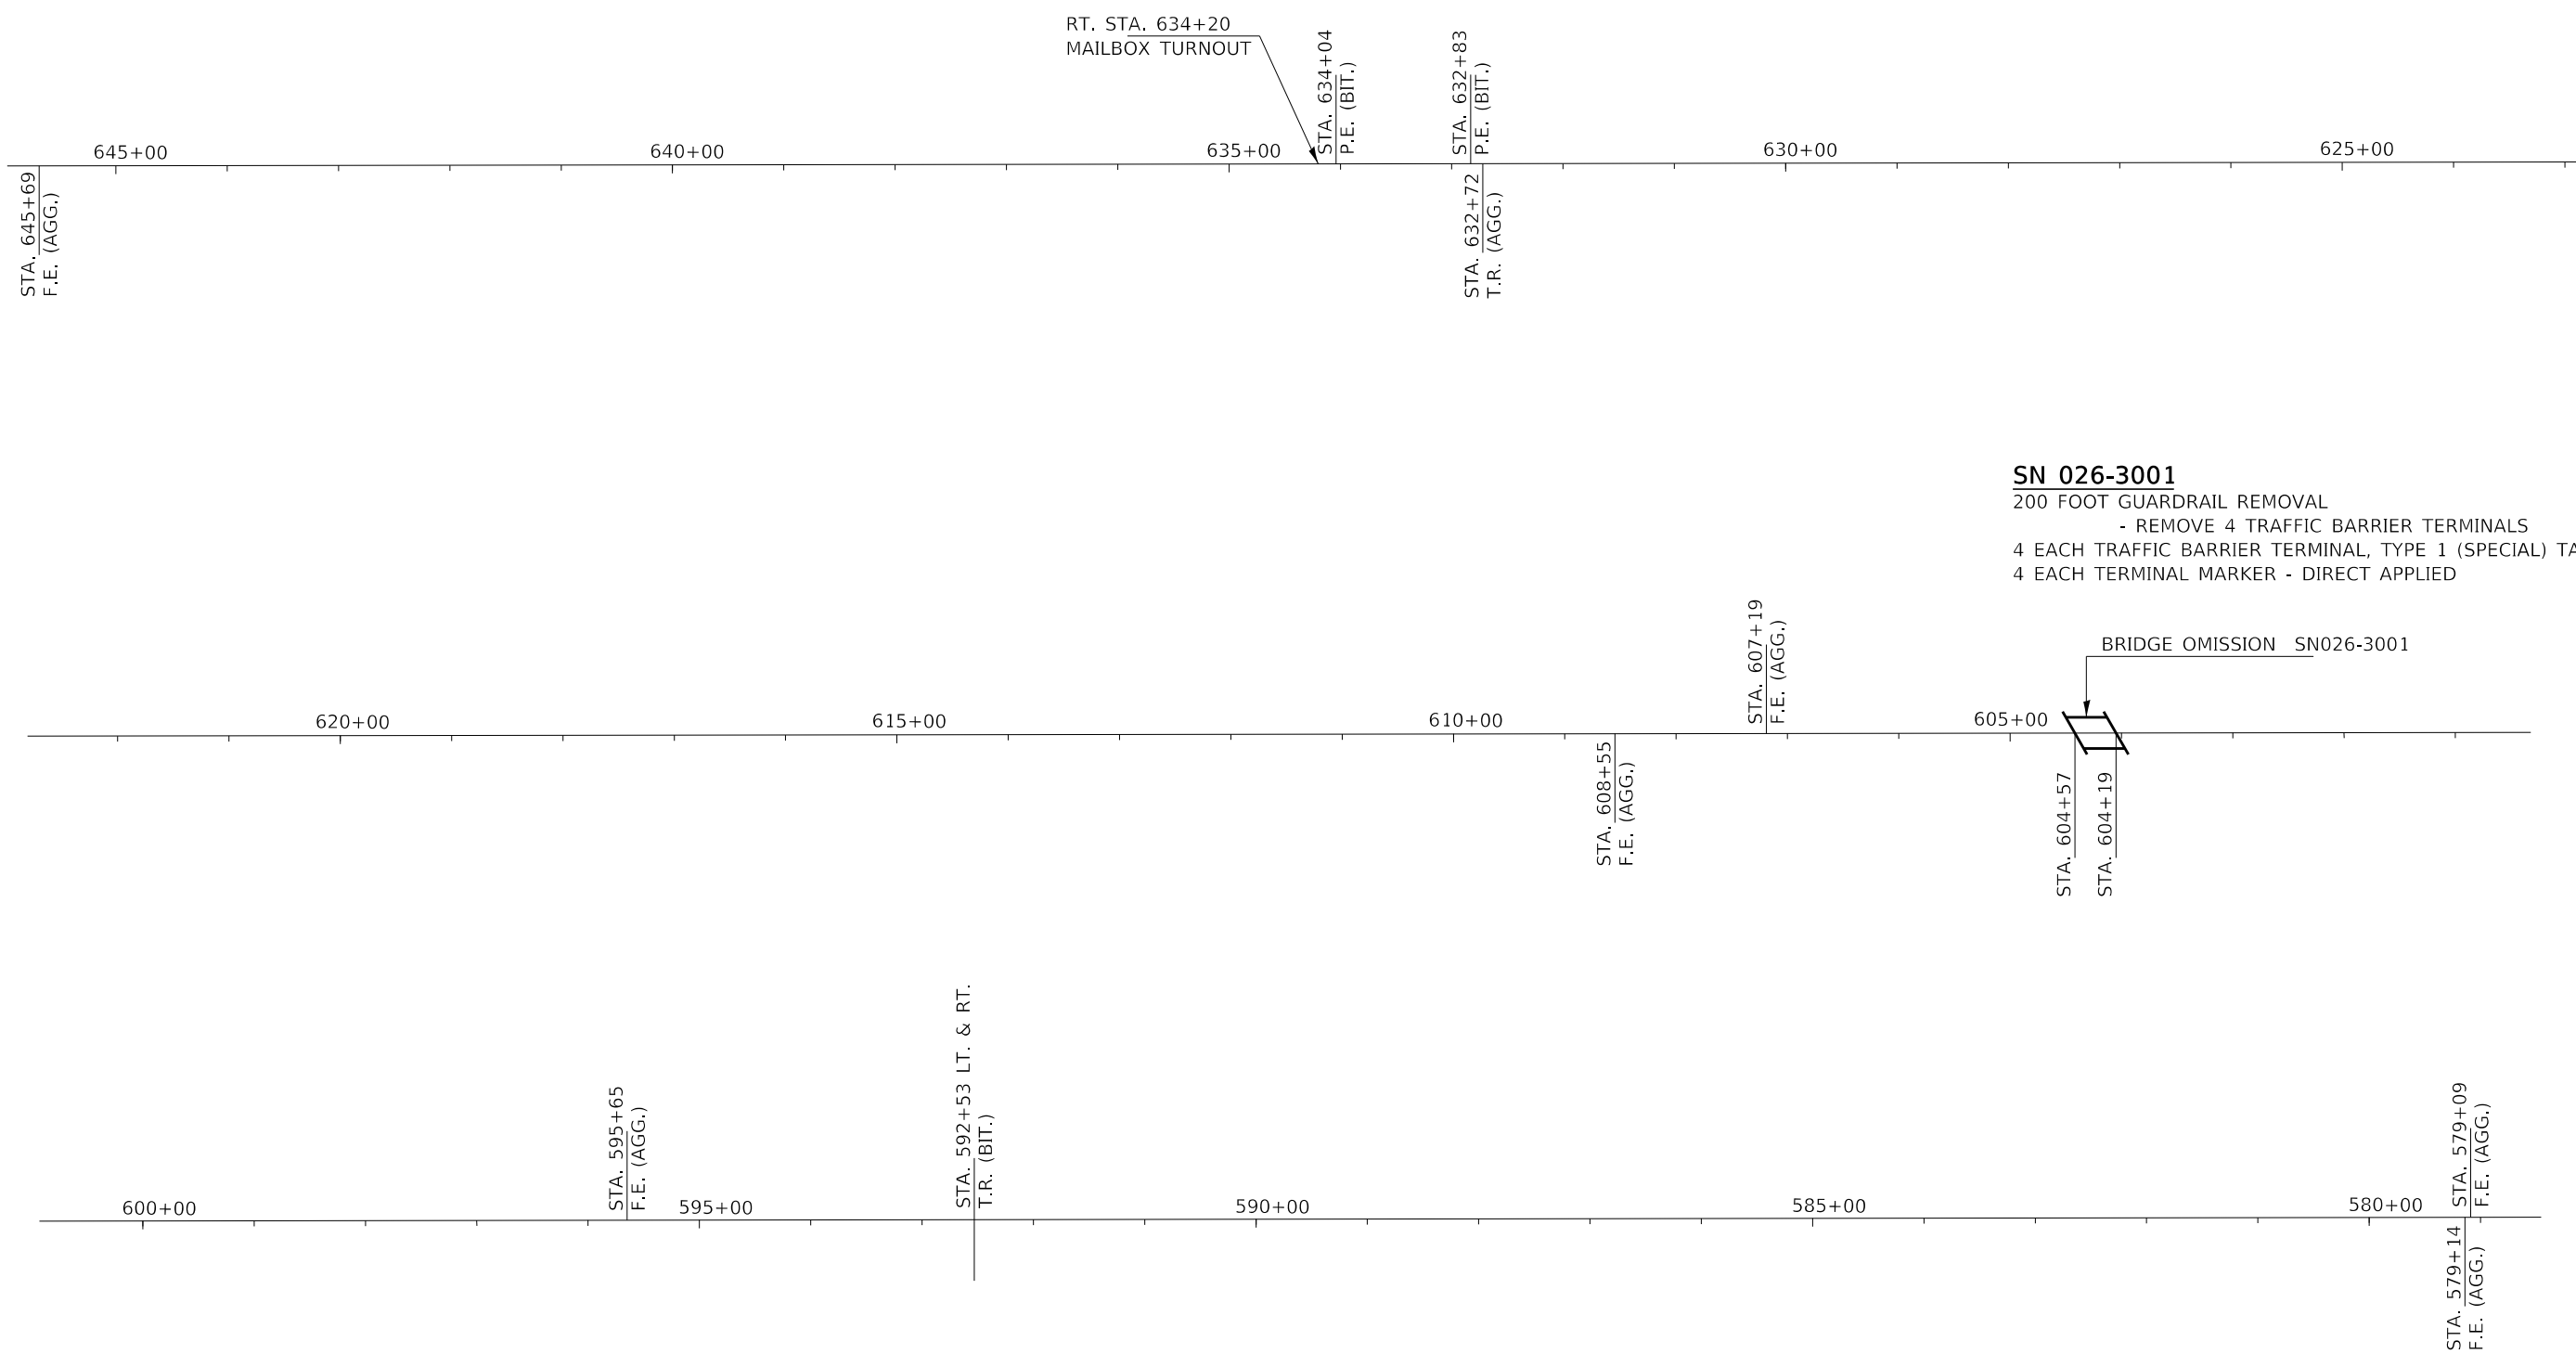 RT. STA. 634+20
MAILBOX TURNOUT
STA. 634+04
P.E. (BIT.)
STA. 632+83
P.E. (BIT.)
645+00
640+00
635+00
630+00
625+00
STA. 645+69
F.E. (AGG.)
STA. 632+72
T.R. (AGG.)
SN 026-3001
200 FOOT GUARDRAIL REMOVAL
- REMOVE 4 TRAFFIC BARRIER TERMINALS
4 EACH TRAFFIC BARRIER TERMINAL, TYPE 1 (SPECIAL) TA
4 EACH TERMINAL MARKER - DIRECT APPLIED
STA. 607+19
F.E. (AGG.)
BRIDGE OMISSION SN026-3001
620+00
615+00
610+00
605+00
STA. 608+55
F.E. (AGG.)
STA. 604+57
STA. 604+19
STA. 595+65
F.E. (AGG.)
STA. 592+53 LT. & RT.
T.R. (BIT.)
STA. 579+09
F.E. (AGG.)
600+00
595+00
590+00
585+00
580+00
STA. 579+14
F.E. (AGG.)